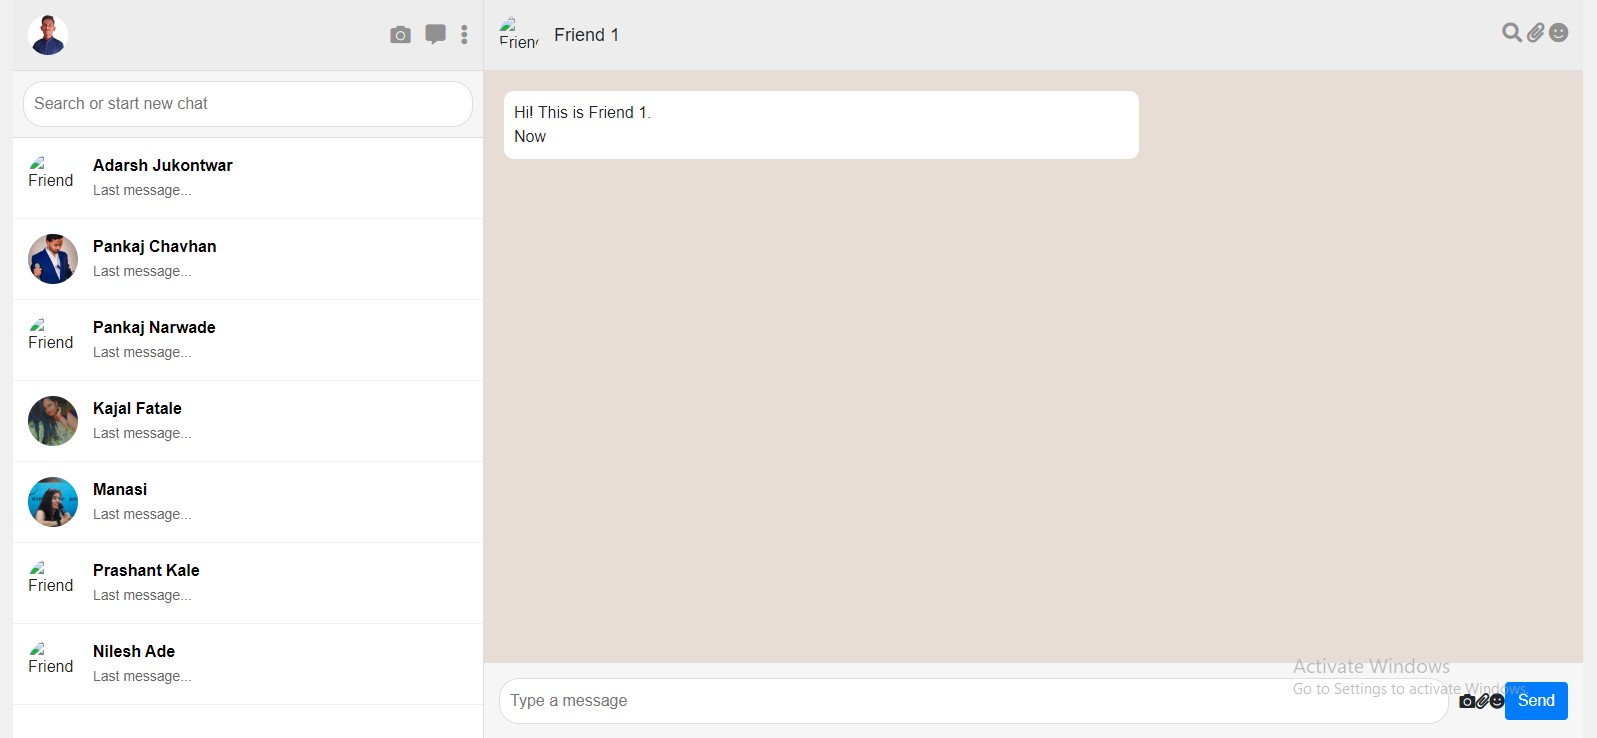 Search or start new chat
Friend
Adarsh Jukontwar
Last message...
Pankaj Chavhan
Last message...
Friend
Pankaj Narwade
Last message...
Kajal Fatale
Last message...
Manasi
Last message...
Friend
Prashant Kale
Last message...
Friend
Nilesh Ade
Last message...
Friend
Friend 1
Hi! This is Friend 1.
Now
Activate Windows
Go to Settings to activate Windows.
Type a message
Send